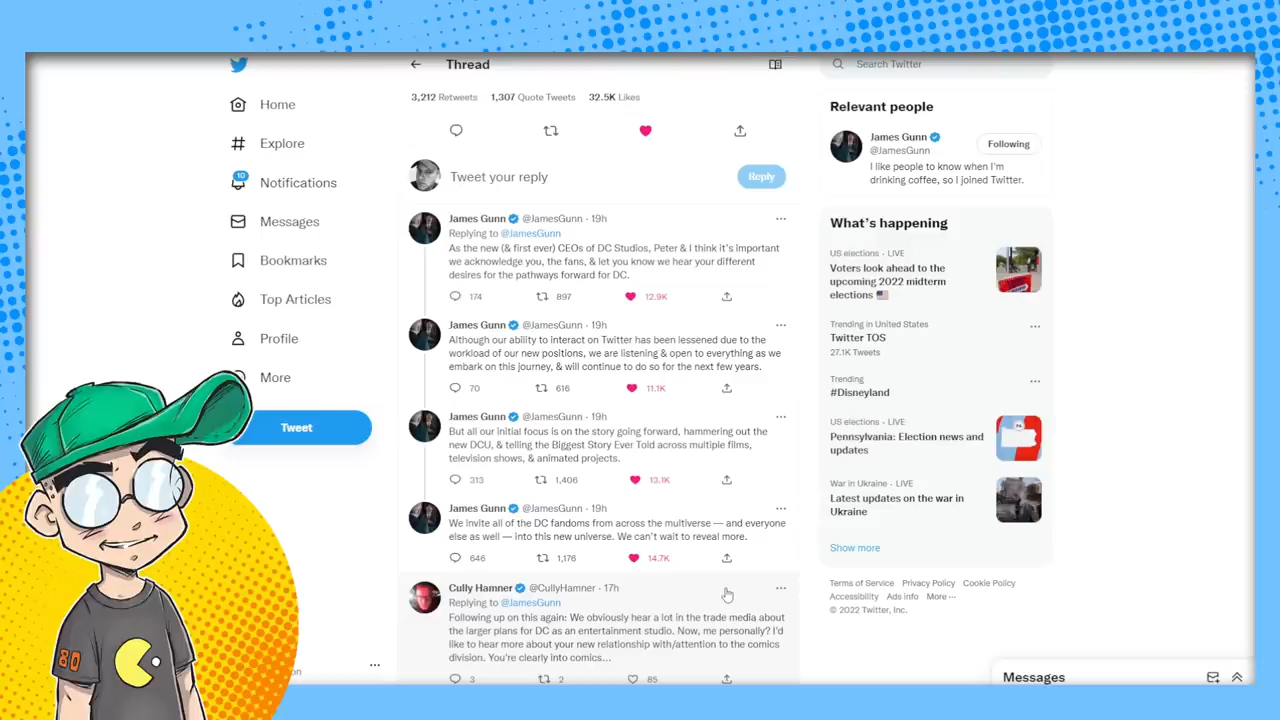 Home
Explore
10
Notifications
Messages
Bookmarks
Top Articles
Profile
More
Tweet
Thread
3,212 Retweets 1,307 Quote Tweets 32.5K Likes
Tweet your reply
Reply
James Gunn @JamesGunn · 19h
Replying to @JamesGunn
As the new (& first ever) CEOs of DC Studios, Peter & I think it's important
we acknowledge you, the fans, & let you know we hear your different
desires for the pathways forward for DC.
174 897 12.9K
James Gunn @JamesGunn · 19h
Although our ability to interact on Twitter has been lessened due to the
workload of our new positions, we are listening & open to everything as we
embark on this journey, & will continue to do so for the next few years.
70 616 11.1K
James Gunn @JamesGunn · 19h
But all our initial focus is on the story going forward, hammering out the
new DCU, & telling the Biggest Story Ever Told across multiple films,
television shows, & animated projects.
313 1,406 13.1K
James Gunn @JamesGunn · 19h
We invite all of the DC fandoms from across the multiverse — and everyone
else as well — into this new universe. We can't wait to reveal more.
646 1,176 14.7K
Cully Hamner @CullyHamner · 17h
Replying to @JamesGunn
Following up on this again: We obviously hear a lot in the trade media about
the larger plans for DC as an entertainment studio. Now, me personally? I'd
like to hear more about your new relationship with/attention to the comics
division. You're clearly into comics...
3 2 85
Search Twitter
Relevant people
James Gunn
@JamesGunn
Following
I like people to know when I'm
drinking coffee, so I joined Twitter.
What's happening
US elections · LIVE
Voters look ahead to the
upcoming 2022 midterm
elections
Trending in United States
Twitter TOS
27.1K Tweets
Trending
#Disneyland
US elections · LIVE
Pennsylvania: Election news and
updates
War in Ukraine · LIVE
Latest updates on the war in
Ukraine
Show more
Terms of Service Privacy Policy Cookie Policy
Accessibility Ads info More ···
© 2022 Twitter, Inc.
Messages
80